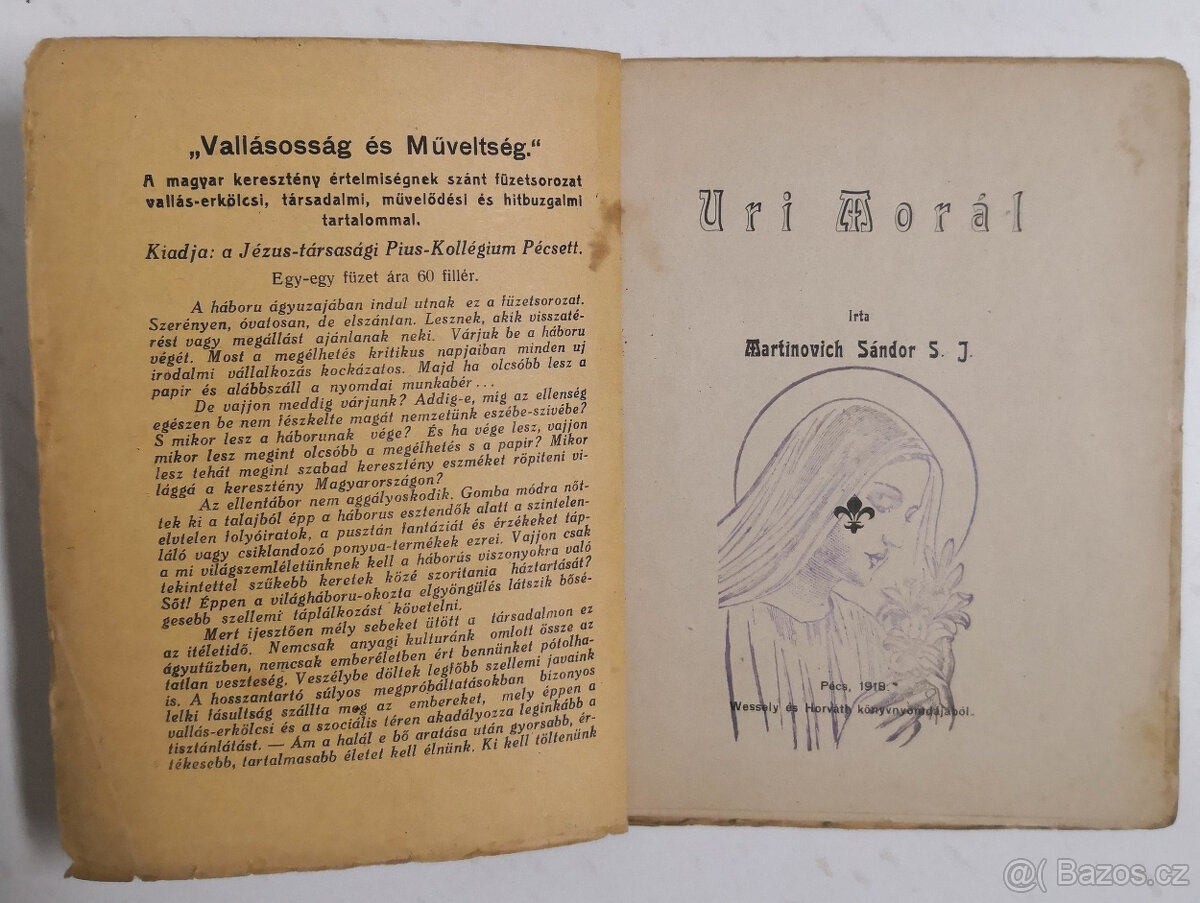 „Vallásosság és Műveltség.“
A magyar keresztény értelmiségnek szánt füzetsorozat
vallás-erkölcsi, társadalmi, művelődési és hitbuzgalmi
tartalommal.
Kiadja: a Jézus-társasági Pius-Kollégium Pécsett.
Egy-egy füzet ára 60 fillér.
A háboru ágyuzajában indul utnak ez a füzetsorozat.
Szerényen, óvatosan, de elszántan. Lesznek, akik visszaté-
rést vagy megállást ajánlanak neki. Várjuk be a háboru
végét. Most a megélhetés kritikus napjaiban minden uj
irodalmi vállalkozás kockázatos. Majd ha olcsóbb lesz a
papir és alábbszáll a nyomdai munkabér...
De vajjon meddig várjunk? Addig-e, mig az ellenség
egészen be nem fészkelte magát nemzetünk eszébe-szivébe?
S mikor lesz a háborunak vége? És ha vége lesz, vajjon
mikor lesz megint olcsóbb a megélhetés s a papir? Mikor
lesz tehát megint szabad keresztény eszméket röpiteni vi-
lággá a keresztény Magyarországon?
Az ellentábor nem aggályoskodik. Gomba módra nőt-
tek ki a talajból épp a háborus esztendők alatt a szintelen-
elvtelen folyóiratok, a pusztán fantáziát és érzékeket táp-
láló vagy csiklandozó ponyva-termékek ezrei. Vajjon csak
a mi világszemléletünknek kell a háborús viszonyokra való
tekintettel szűkebb keretek közé szoritania háztartását?
Sőt! Éppen a világháboru-okozta elgyöngülés látszik bősé-
gesebb szellemi táplálkozást követelni.
Mert ijesztően mély sebeket ütött a társadalmon ez
az itéletidő. Nemcsak anyagi kulturánk omlott össze az
ágyutűzben, nemcsak emberéletben ért bennünket pótolha-
tatlan veszteség. Veszélybe dőltek legfőbb szellemi javaink
is. A hosszantartó súlyos megpróbáltatásokban bizonyos
lelki fásultság szállta meg az embereket, mely éppen a
vallás-erkölcsi és a szociális téren akadályozza leginkább a
tisztánlátást. — Ám a halál e bő aratása után gyorsabb, ér-
tékesebb, tartalmasabb életet kell élnünk. Ki kell töltenünk
Uri Morál
Irta
Martinovich Sándor S. J.
Pécs, 1918.
Wessely és Horváth könyvnyomdájából.
@( Bazos.cz